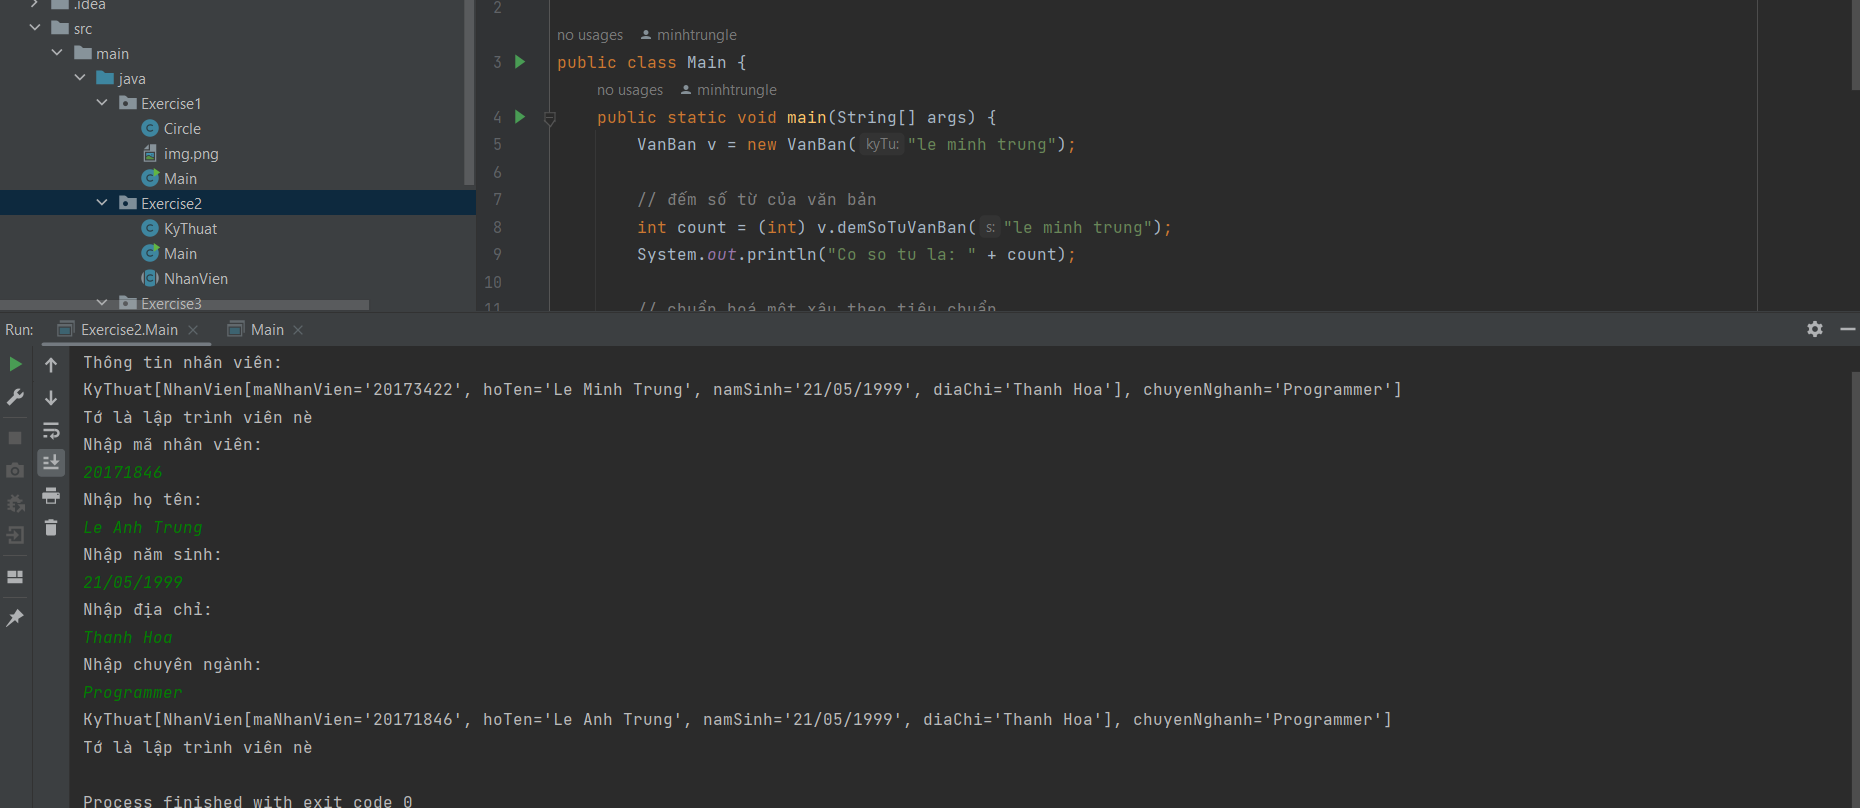 .idea
src
main
java
Exercise1
Circle
img.png
Main
Exercise2
KyThuat
Main
NhanVien
Exercise3
2
no usages minhtrungle
3 public class Main {
no usages minhtrungle
4 public static void main(String[] args) {
5 VanBan v = new VanBan( kyTu: "le minh trung");
6
7 // đếm số từ của văn bản
8 int count = (int) v.demSoTuVanBan( s: "le minh trung");
9 System.out.println("Co so tu la: " + count);
10
11 // chuẩn hoá một xâu theo tiêu chuẩn
Run: Exercise2.Main Main
Thông tin nhân viên:
KyThuat[NhanVien[maNhanVien='20173422', hoTen='Le Minh Trung', namSinh='21/05/1999', diaChi='Thanh Hoa'], chuyenNghanh='Programmer']
Tớ là lập trình viên nè
Nhập mã nhân viên:
20171846
Nhập họ tên:
Le Anh Trung
Nhập năm sinh:
21/05/1999
Nhập địa chỉ:
Thanh Hoa
Nhập chuyên ngành:
Programmer
KyThuat[NhanVien[maNhanVien='20171846', hoTen='Le Anh Trung', namSinh='21/05/1999', diaChi='Thanh Hoa'], chuyenNghanh='Programmer']
Tớ là lập trình viên nè
Process finished with exit code 0